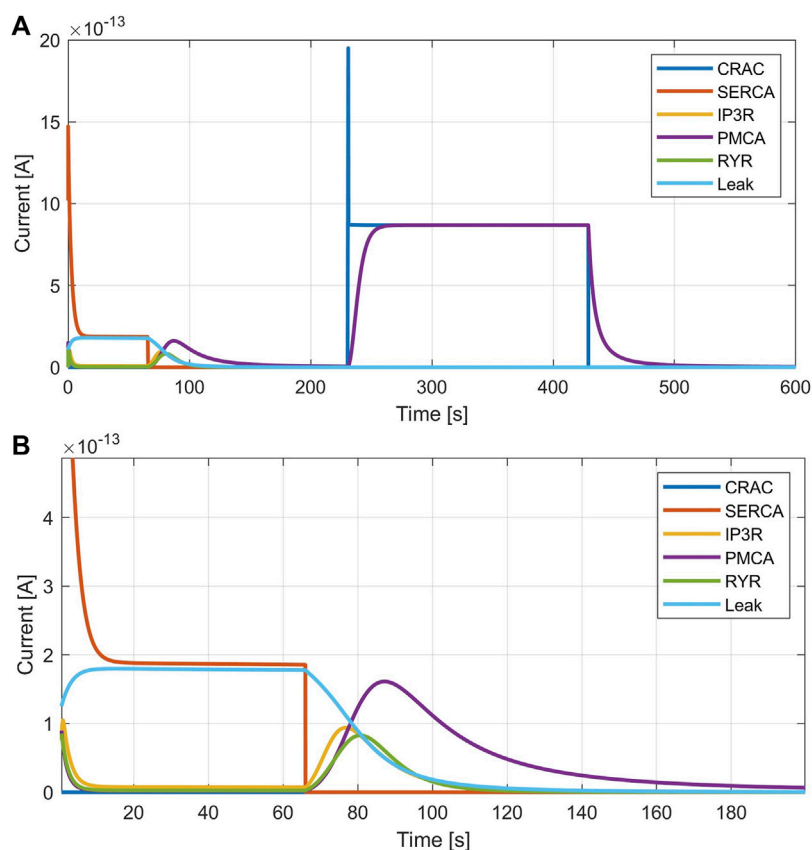 A
×10⁻¹³
20
15
10
5
0
Current [A]
CRAC
SERCA
IP3R
PMCA
RYR
Leak
0 100 200 300 400 500 600
Time [s]
B
×10⁻¹³
4
3
2
1
0
Current [A]
CRAC
SERCA
IP3R
PMCA
RYR
Leak
20 40 60 80 100 120 140 160 180
Time [s]